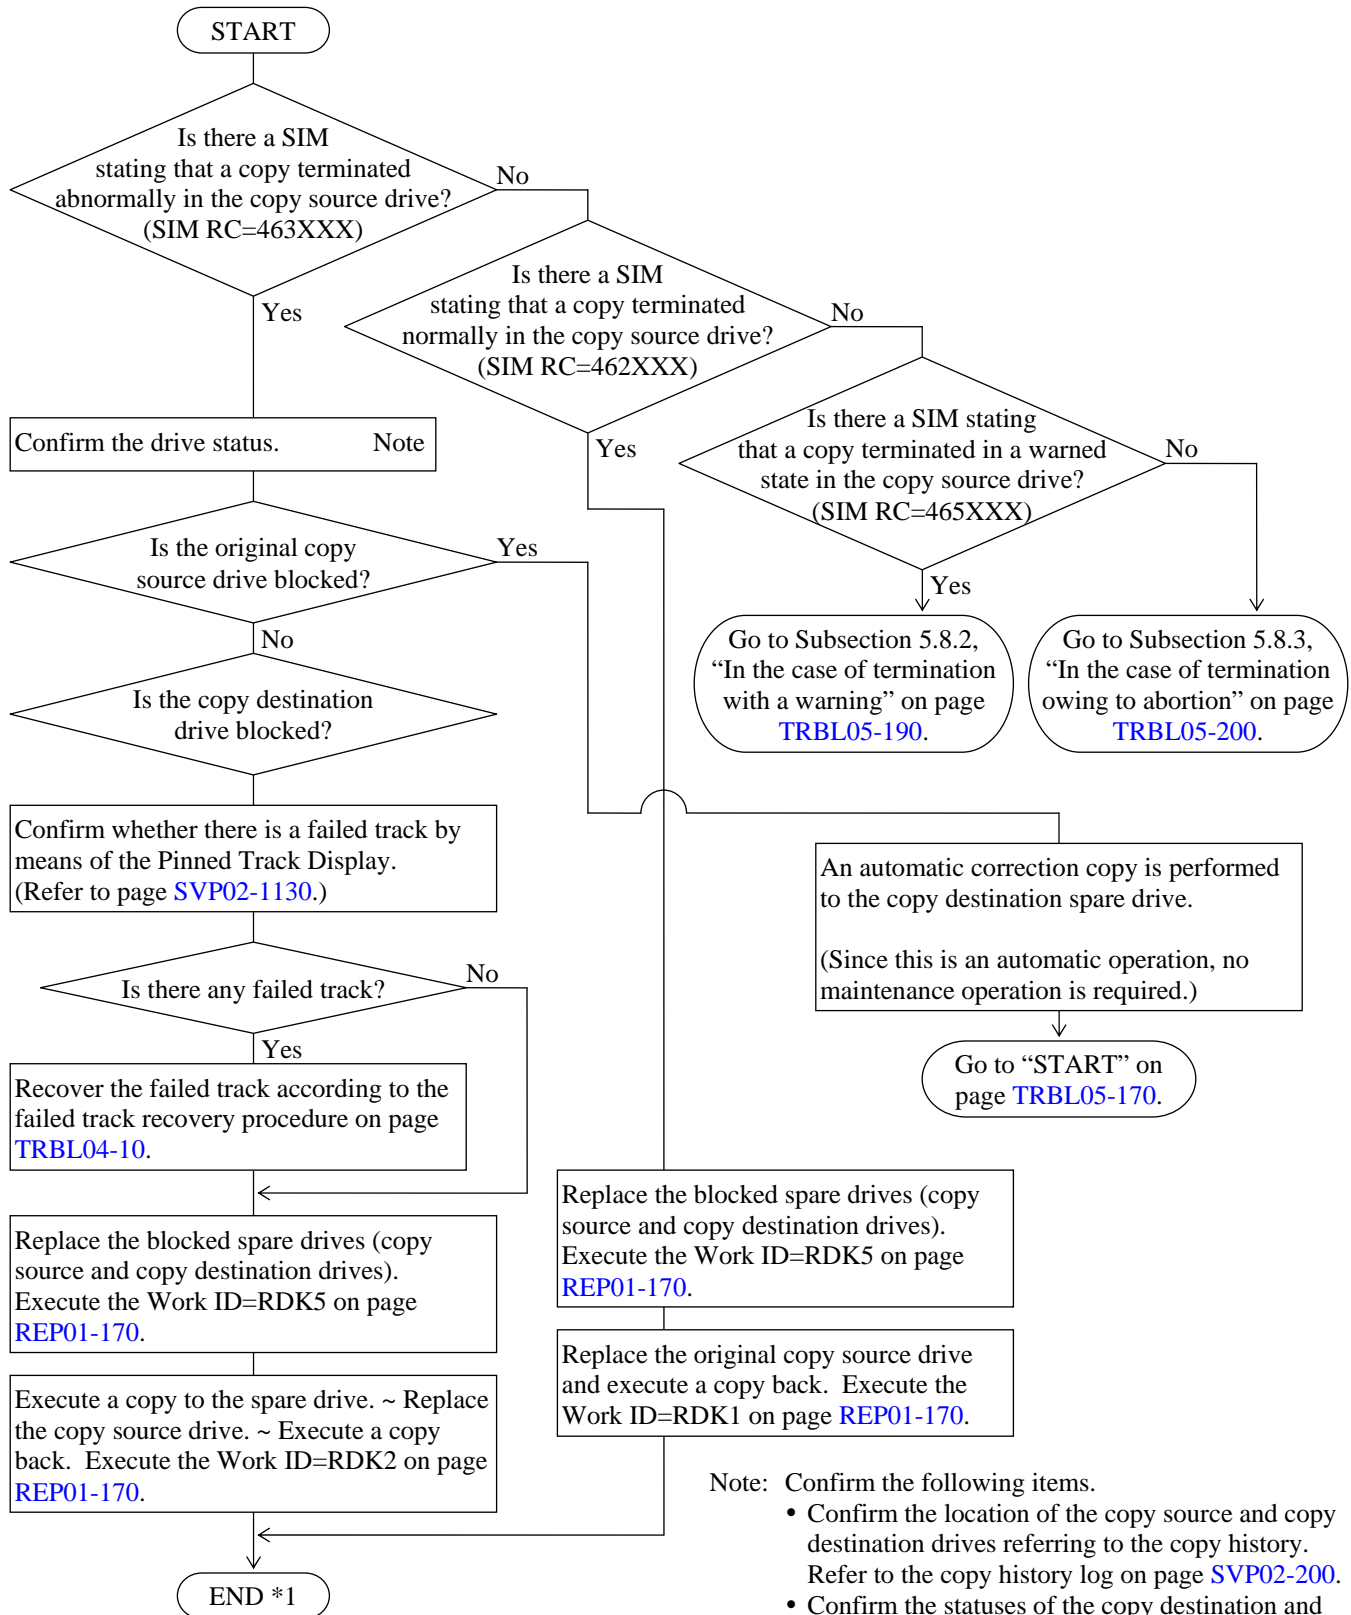 START
Is there a SIM
stating that a copy terminated
abnormally in the copy source drive?
(SIM RC=463XXX)
No
Yes
Is there a SIM
stating that a copy terminated
normally in the copy source drive?
(SIM RC=462XXX)
No
Yes
Is there a SIM stating
that a copy terminated in a warned
state in the copy source drive?
(SIM RC=465XXX)
No
Yes
Go to Subsection 5.8.2,
“In the case of termination
with a warning” on page
TRBL05-190.
Go to Subsection 5.8.3,
“In the case of termination
owing to abortion” on page
TRBL05-200.
Confirm the drive status. Note
Is the original copy
source drive blocked?
Yes
No
Is the copy destination
drive blocked?
Confirm whether there is a failed track by
means of the Pinned Track Display.
(Refer to page SVP02-1130.)
Is there any failed track?
No
Yes
Recover the failed track according to the
failed track recovery procedure on page
TRBL04-10.
Replace the blocked spare drives (copy
source and copy destination drives).
Execute the Work ID=RDK5 on page
REP01-170.
Execute a copy to the spare drive. ~ Replace
the copy source drive. ~ Execute a copy
back. Execute the Work ID=RDK2 on page
REP01-170.
END *1
An automatic correction copy is performed
to the copy destination spare drive.
(Since this is an automatic operation, no
maintenance operation is required.)
Go to “START” on
page TRBL05-170.
Replace the blocked spare drives (copy
source and copy destination drives).
Execute the Work ID=RDK5 on page
REP01-170.
Replace the original copy source drive
and execute a copy back. Execute the
Work ID=RDK1 on page REP01-170.
Note: Confirm the following items.
• Confirm the location of the copy source and copy
destination drives referring to the copy history.
Refer to the copy history log on page SVP02-200.
• Confirm the statuses of the copy destination and